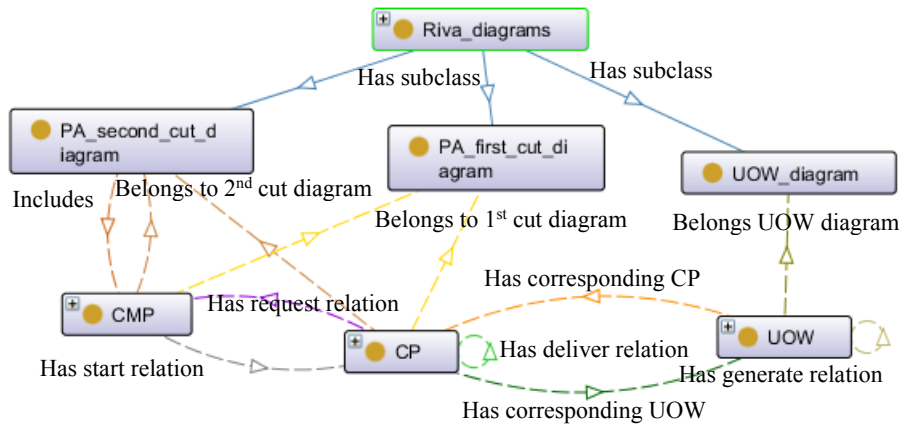 Riva_diagrams
Has subclass
Has subclass
PA_second_cut_d
iagram
PA_first_cut_di
agram
UOW_diagram
Includes
Belongs to 2nd cut diagram
Belongs to 1st cut diagram
Belongs UOW diagram
Has corresponding CP
CMP
Has request relation
CP
UOW
Has start relation
Has deliver relation
Has generate relation
Has corresponding UOW